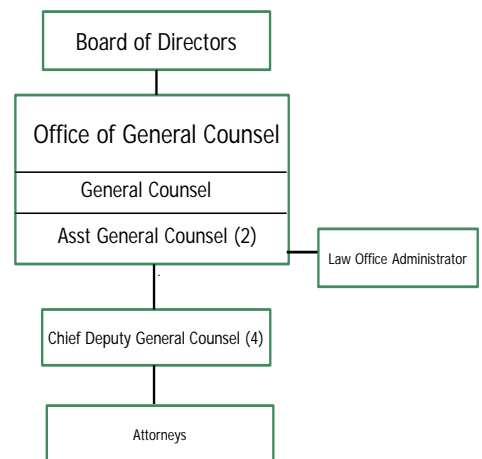 Board of Directors
Office of General Counsel
General Counsel
Asst General Counsel (2)
Law Office Administrator
Chief Deputy General Counsel (4)
Attorneys